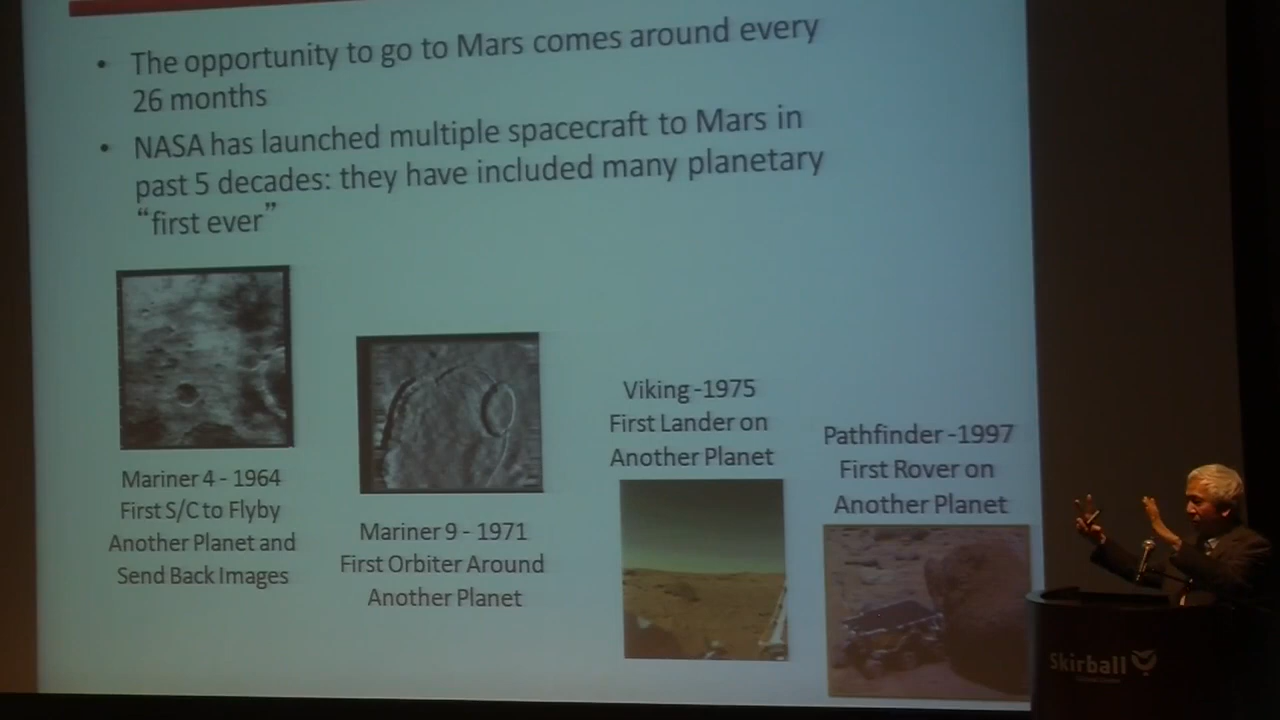 • The opportunity to go to Mars comes around every
26 months
• NASA has launched multiple spacecraft to Mars in
past 5 decades: they have included many planetary
“first ever”
Mariner 4 - 1964
First S/C to Flyby
Another Planet and
Send Back Images
Mariner 9 - 1971
First Orbiter Around
Another Planet
Viking -1975
First Lander on
Another Planet
Pathfinder -1997
First Rover on
Another Planet
Skirball